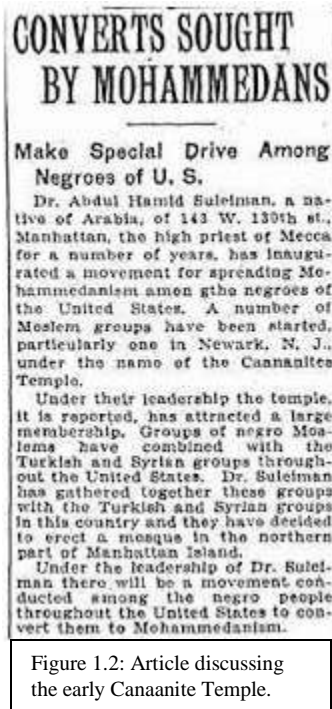 CONVERTS SOUGHT
BY MOHAMMEDANS
Make Special Drive Among
Negroes of U. S.
Dr. Abdul Hamid Suleiman, a na-
tive of Arabia, of 143 W. 130th st.,
Manhattan, the high priest of Mecca
for a number of years, has inaugu-
rated a movement for spreading Mo-
hammedanism amon gthe negroes of
the United States. A number of
Moslem groups have been started,
particularly one in Newark, N. J.,
under the name of the Caananites
Temple.
Under their leadership the temple,
it is reported, has attracted a large
membership. Groups of negro Mos-
lems have combined with the
Turkish and Syrian groups through-
out the United States. Dr. Suleiman
has gathered together these groups
with the Turkish and Syrian groups
in this country and they have decided
to erect a mosque in the northern
part of Manhattan Island.
Under the leadership of Dr. Sulei-
man there will be a movement con-
ducted among the negro people
throughout the United States to con-
vert them to Mohammedanism.
Figure 1.2: Article discussing
the early Canaanite Temple.